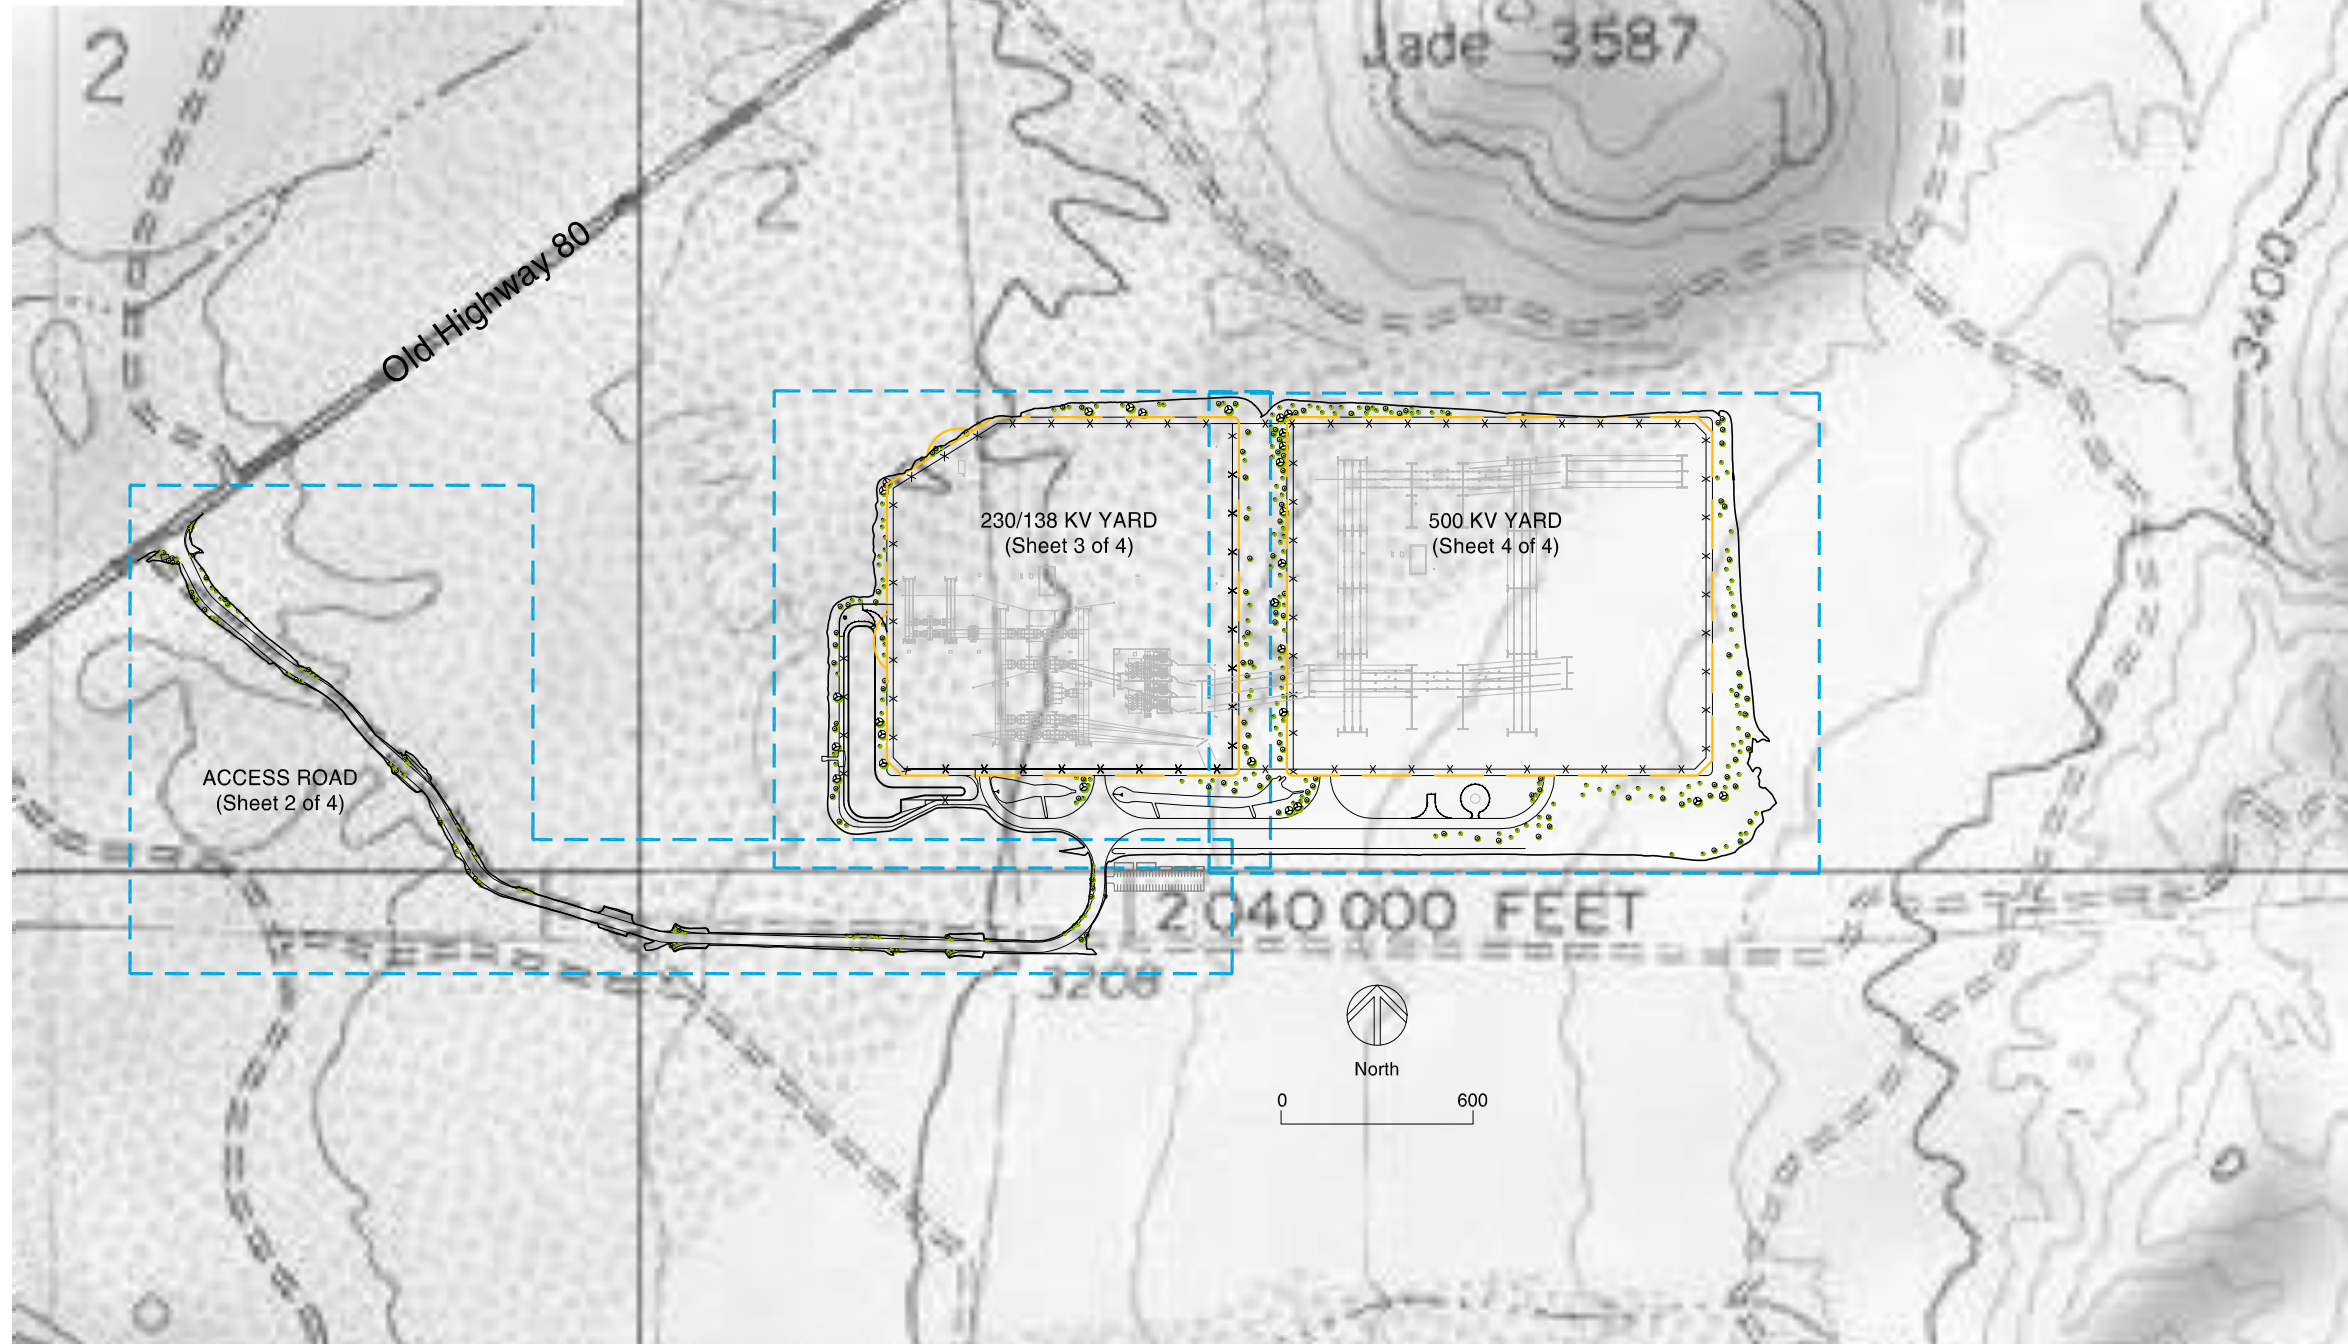 2
Jade 3587
Old Highway 80
3400
230/138 KV YARD
(Sheet 3 of 4)
500 KV YARD
(Sheet 4 of 4)
ACCESS ROAD
(Sheet 2 of 4)
2 040 000 FEET
3208
North
0 600